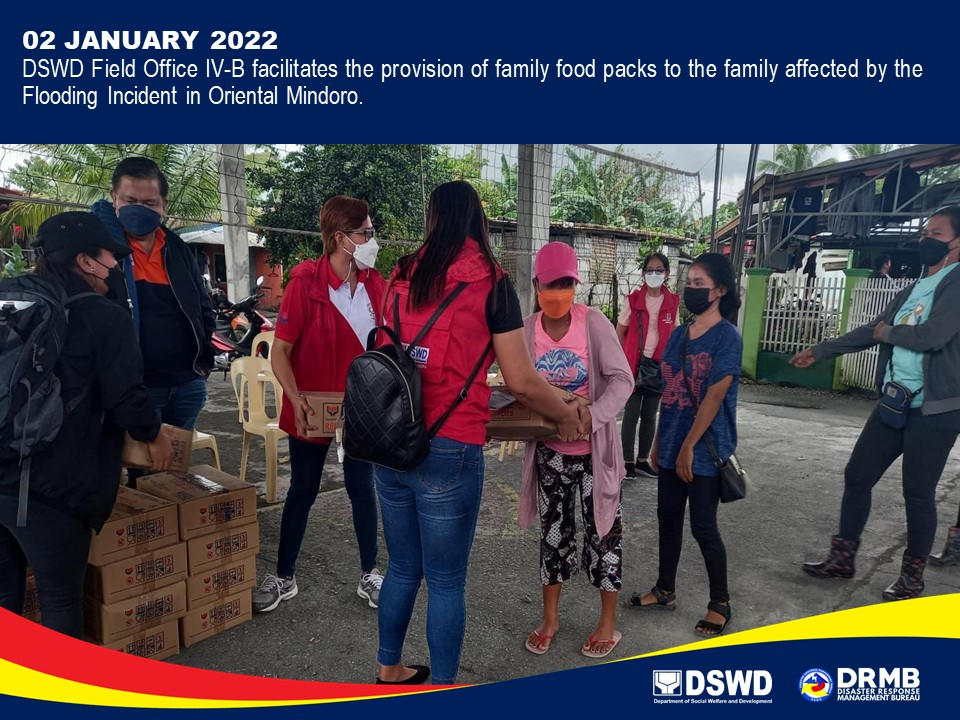 02 JANUARY 2022
DSWD Field Office IV-B facilitates the provision of family food packs to the family affected by the
Flooding Incident in Oriental Mindoro.
DSWD
DSWD
Department of Social Welfare and Development
DRMB
DISASTER RESPONSE
MANAGEMENT BUREAU